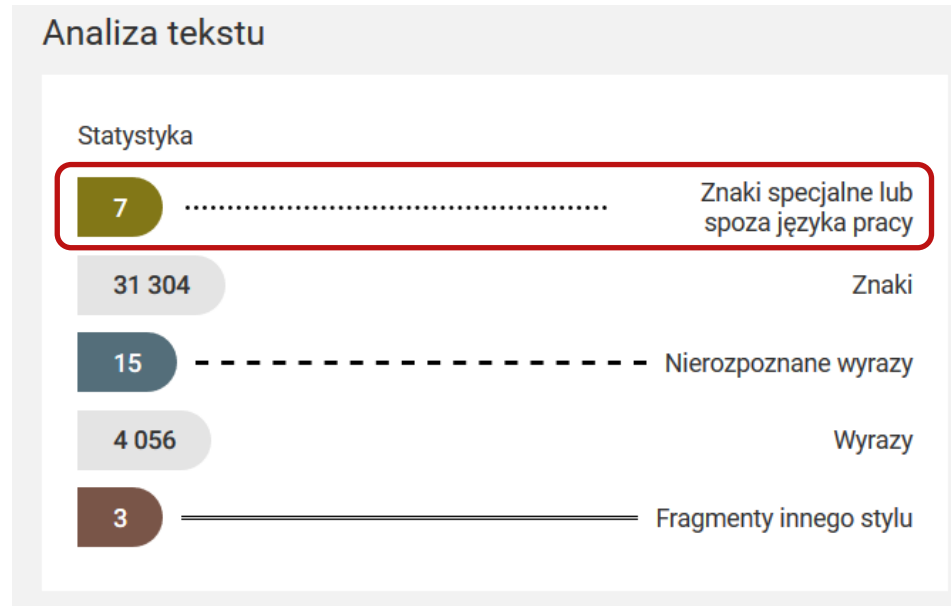 Analiza tekstu
Statystyka
7 Znaki specjalne lub
spoza języka pracy
31 304 Znaki
15 Nierozpoznane wyrazy
4 056 Wyrazy
3 Fragmenty innego stylu